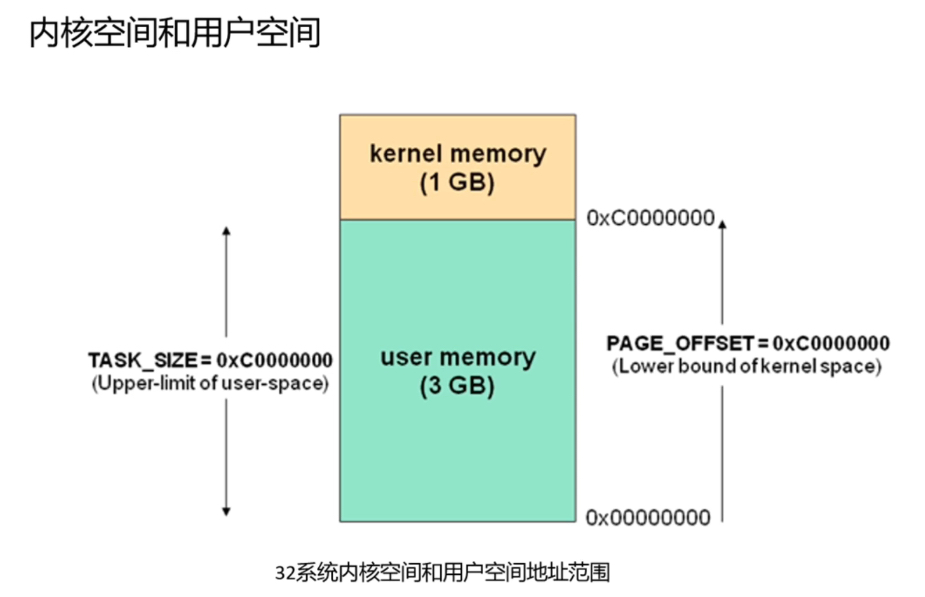 内核空间和用户空间
kernel memory
(1 GB)
0xC0000000
TASK_SIZE = 0xC0000000
(Upper-limit of user-space)
user memory
(3 GB)
PAGE_OFFSET = 0xC0000000
(Lower bound of kernel space)
0x00000000
32系统内核空间和用户空间地址范围